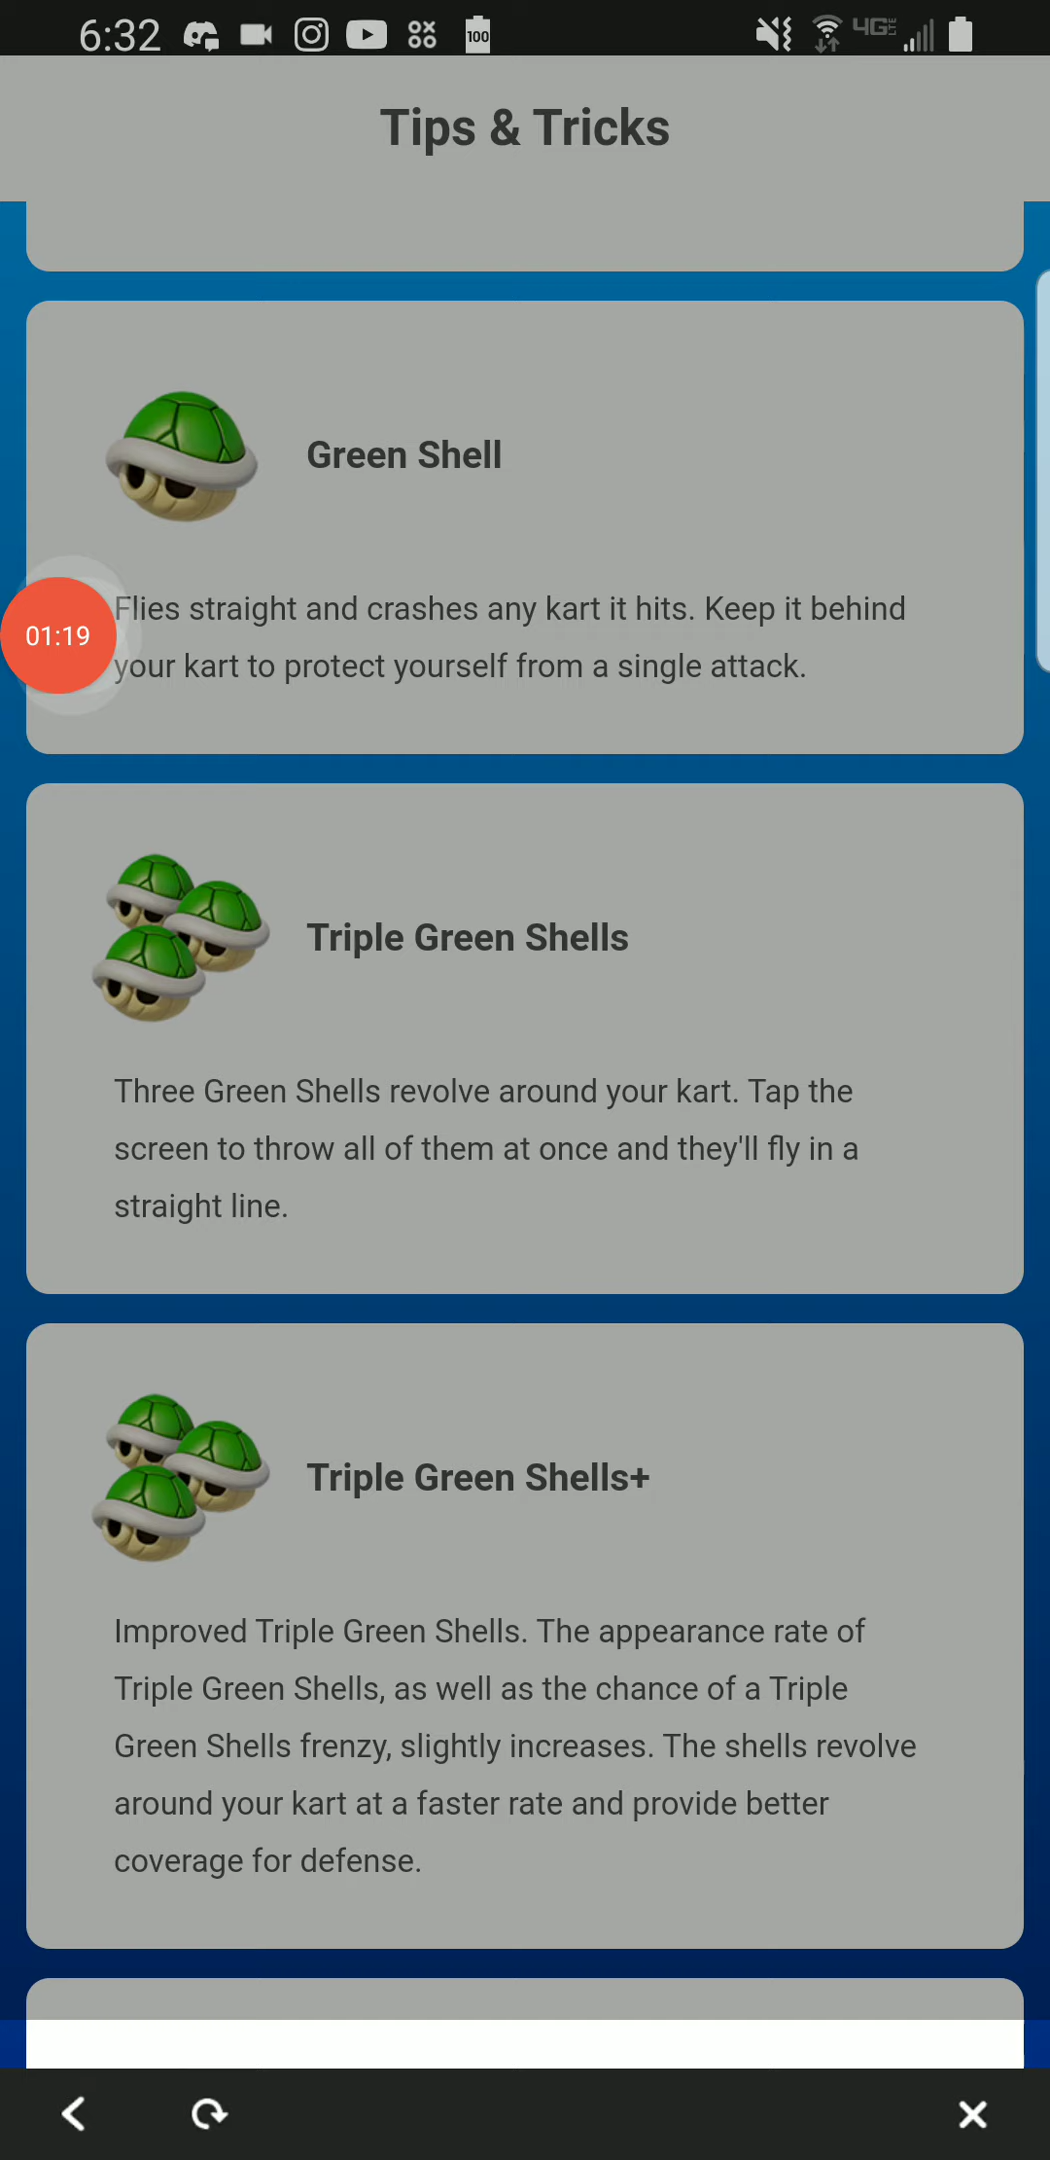 6:32
100
4G LTE
Tips & Tricks
Green Shell
Flies straight and crashes any kart it hits. Keep it behind
01:19
your kart to protect yourself from a single attack.
Triple Green Shells
Three Green Shells revolve around your kart. Tap the
screen to throw all of them at once and they'll fly in a
straight line.
Triple Green Shells+
Improved Triple Green Shells. The appearance rate of
Triple Green Shells, as well as the chance of a Triple
Green Shells frenzy, slightly increases. The shells revolve
around your kart at a faster rate and provide better
coverage for defense.